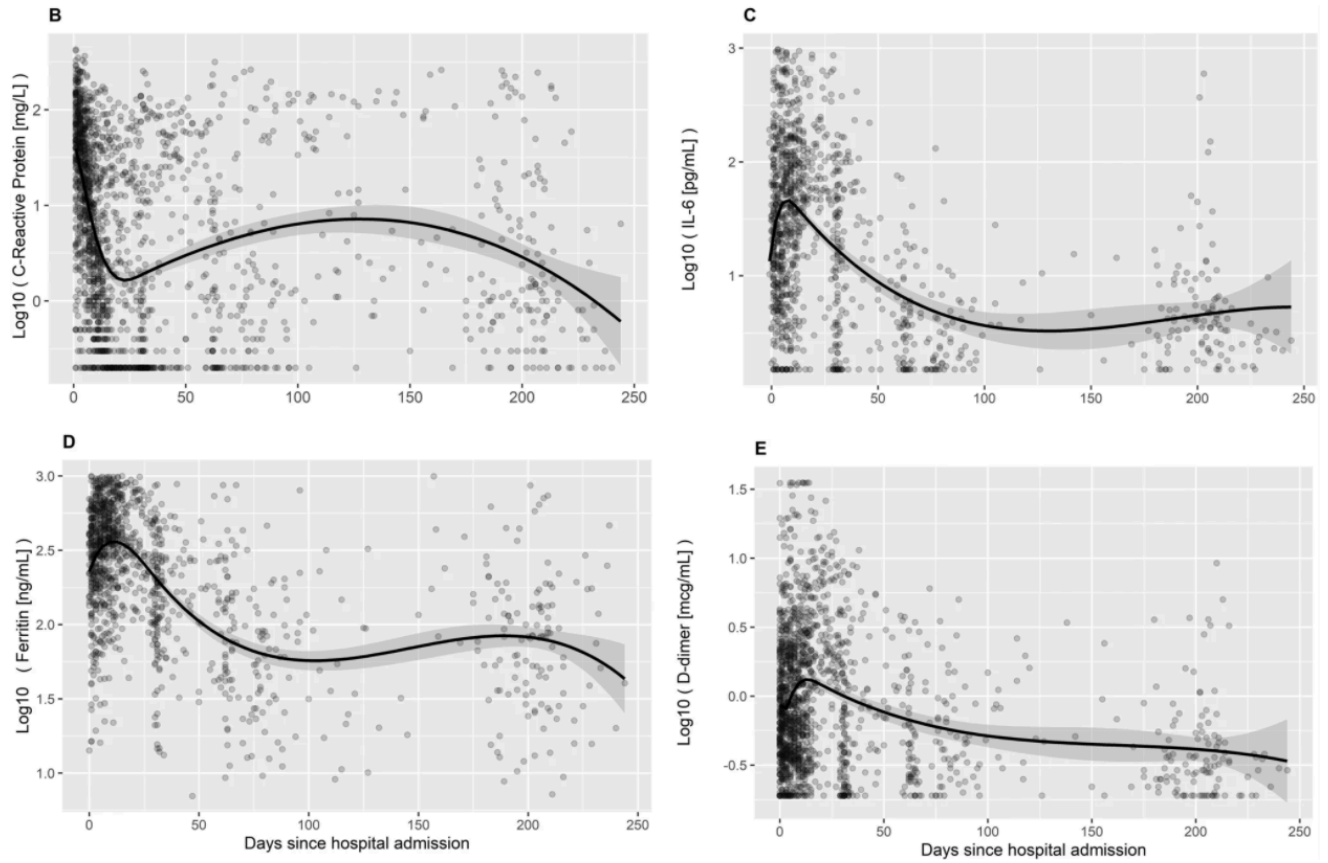 B
Log10 ( C-Reactive Protein [mg/L] )
2
1
0
0 50 100 150 200 250
C
Log10 ( IL-6 [pg/mL] )
3
2
1
0 50 100 150 200 250
D
Log10 ( Ferritin [ng/mL] )
3.0
2.5
2.0
1.5
1.0
0 50 100 150 200 250
Days since hospital admission
E
Log10 ( D-dimer [mcg/mL] )
1.5
1.0
0.5
0.0
-0.5
0 50 100 150 200 250
Days since hospital admission